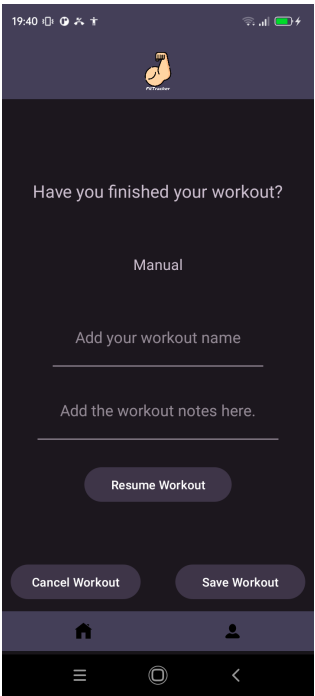 19:40
FitTracker
Have you finished your workout?
Manual
Add your workout name
Add the workout notes here.
Resume Workout
Cancel Workout
Save Workout